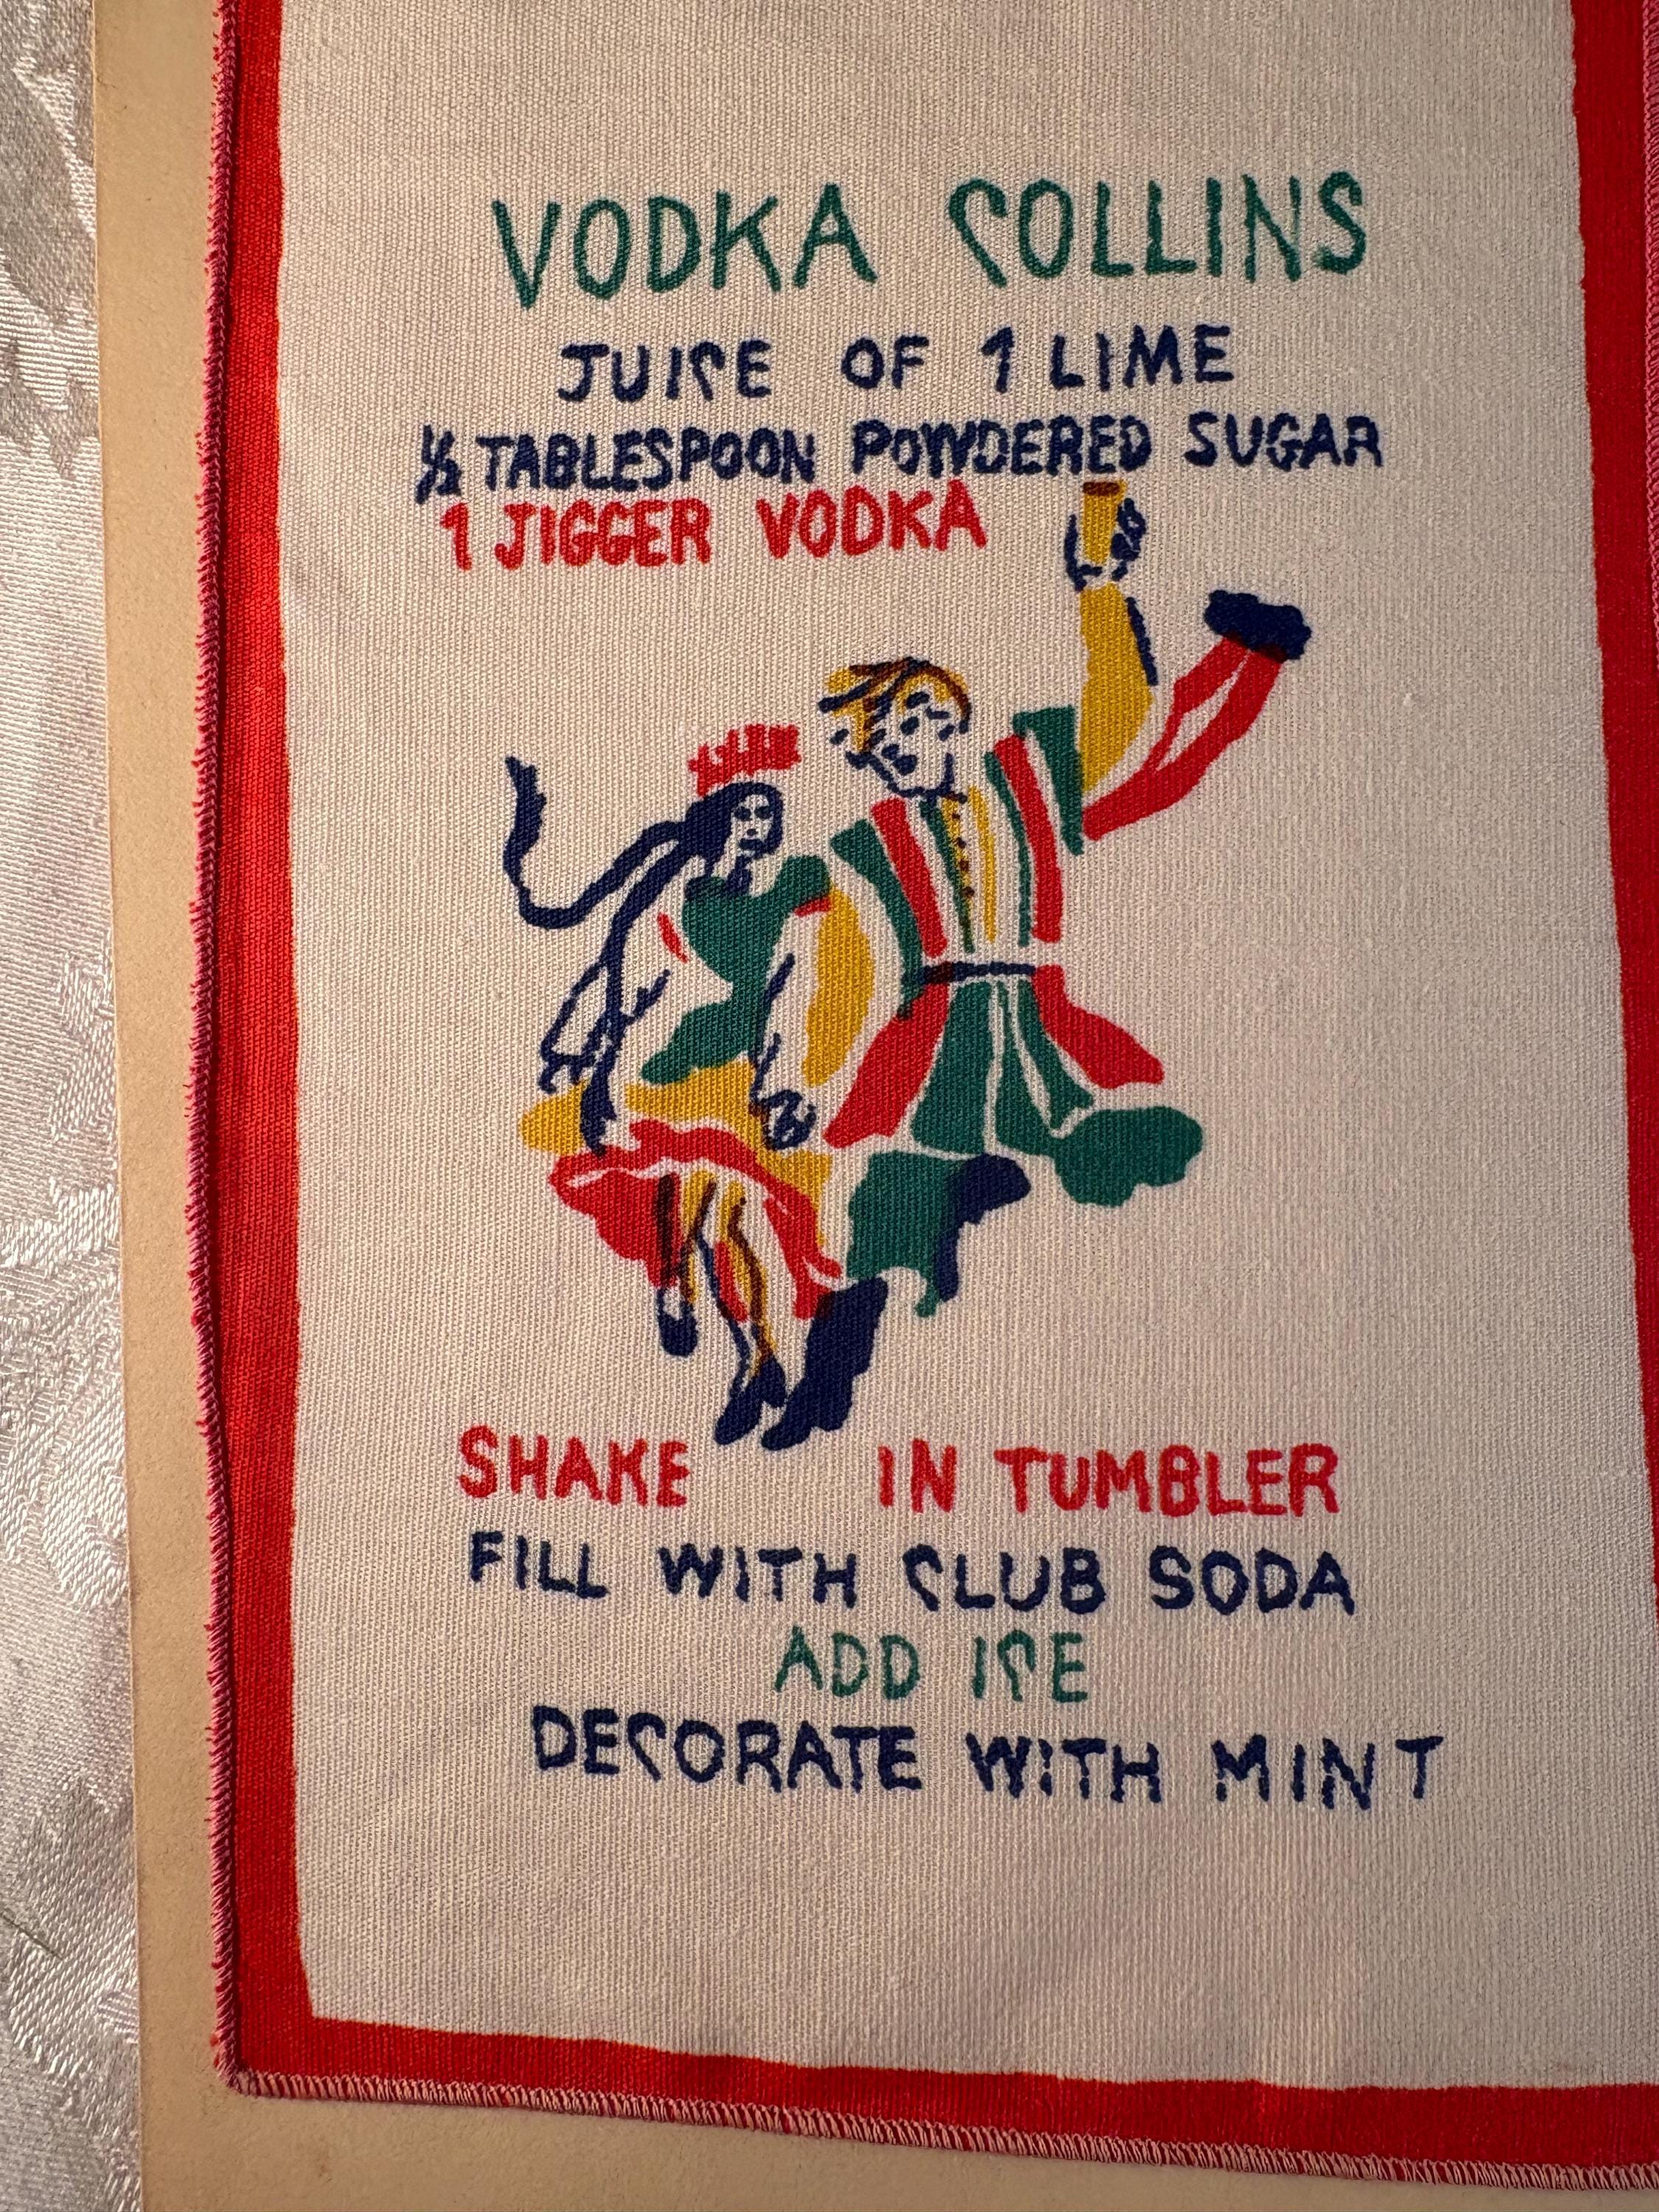 VODKA COLLINS
JUICE OF 1 LIME
½ TABLESPOON POWDERED SUGAR
1 JIGGER VODKA
SHAKE IN TUMBLER
FILL WITH CLUB SODA
ADD ICE
DECORATE WITH MINT